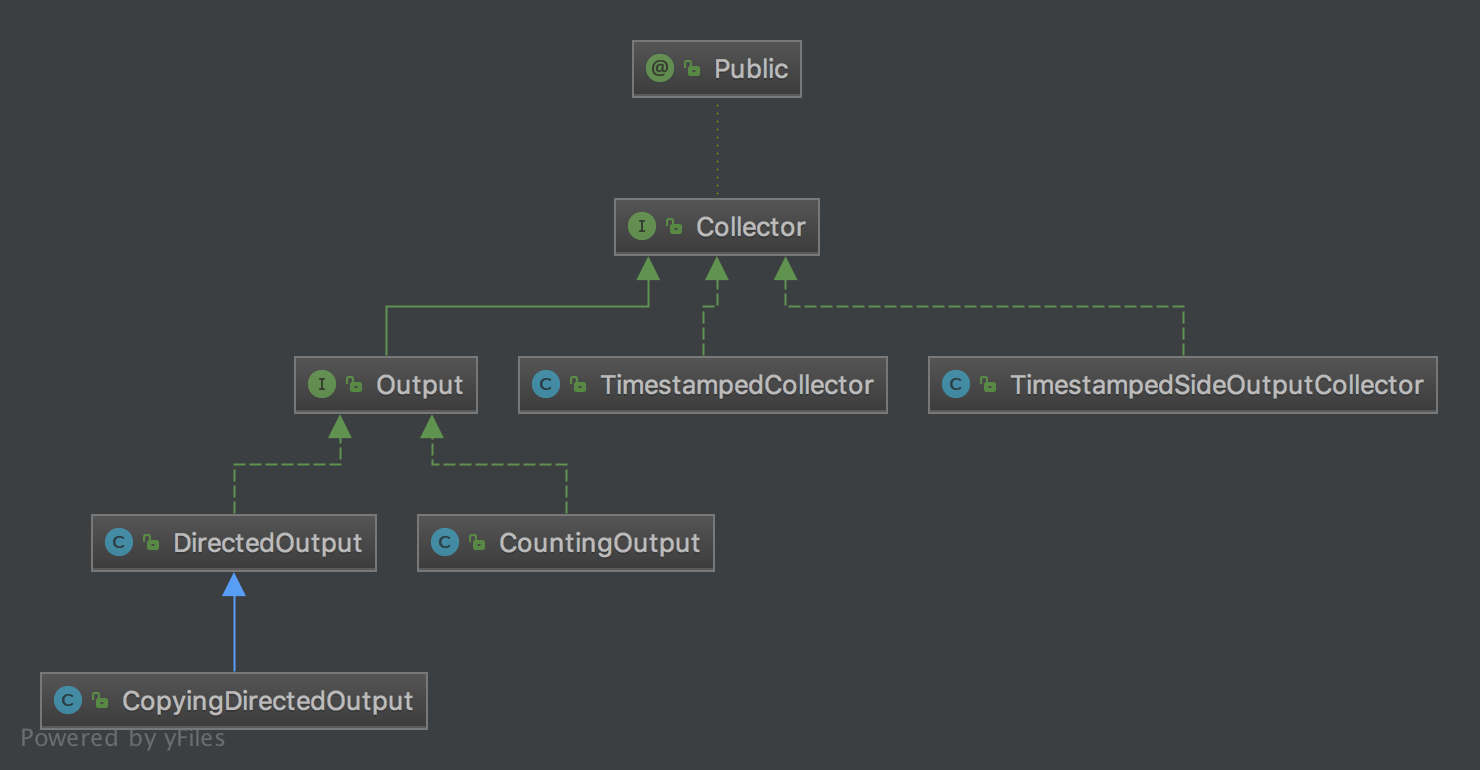 @ Public
I Collector
I Output
C TimestampedCollector
C TimestampedSideOutputCollector
C DirectedOutput
C CountingOutput
C CopyingDirectedOutput
Powered by yFiles